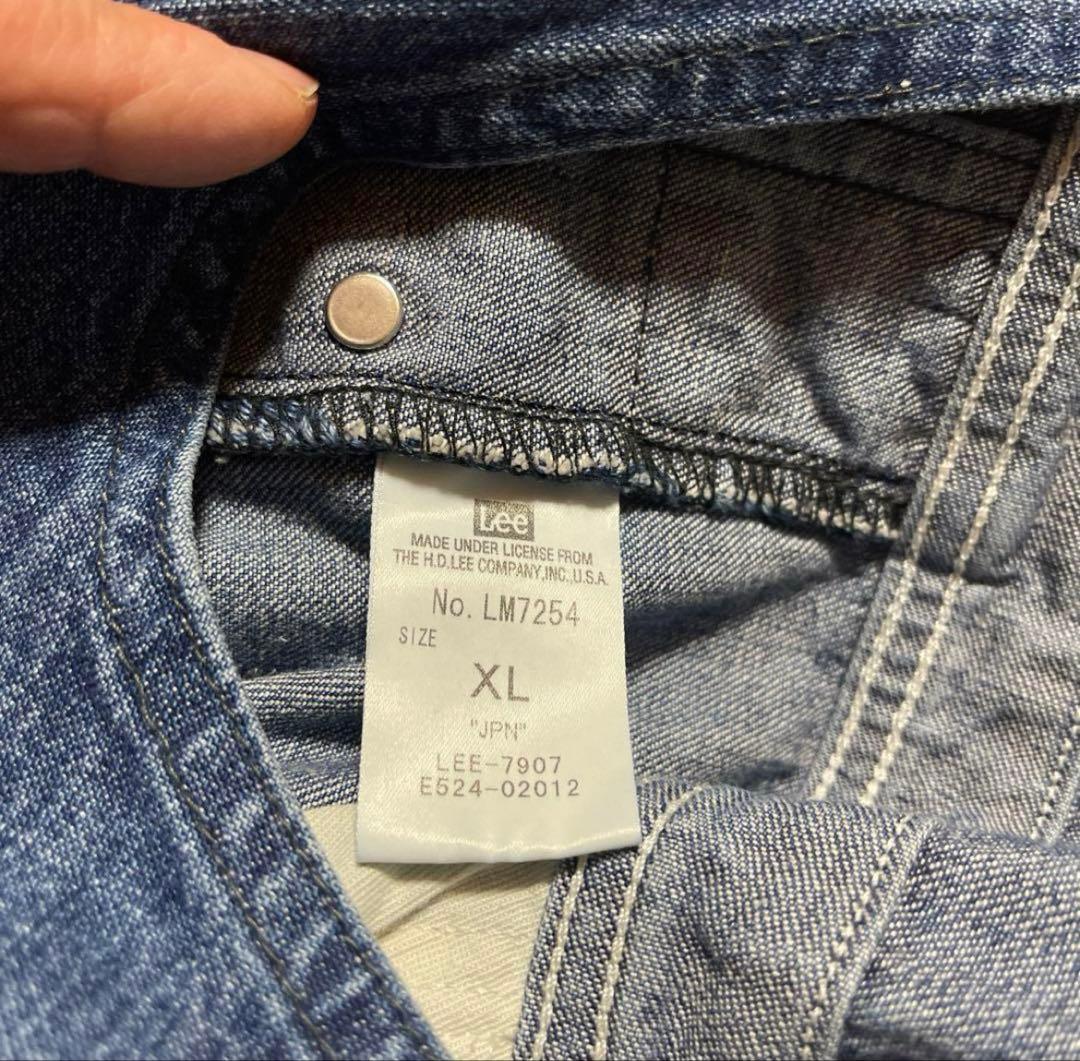 Lee
MADE UNDER LICENSE FROM
THE H.D.LEE COMPANY,INC.,U.S.A.
No. LM7254
SIZE
XL
"JPN"
LEE-7907
E524-02012